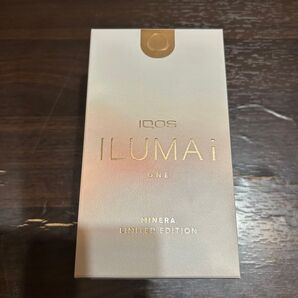 IQOS
ILUMA i
ONE
MINERA
LIMITED EDITION